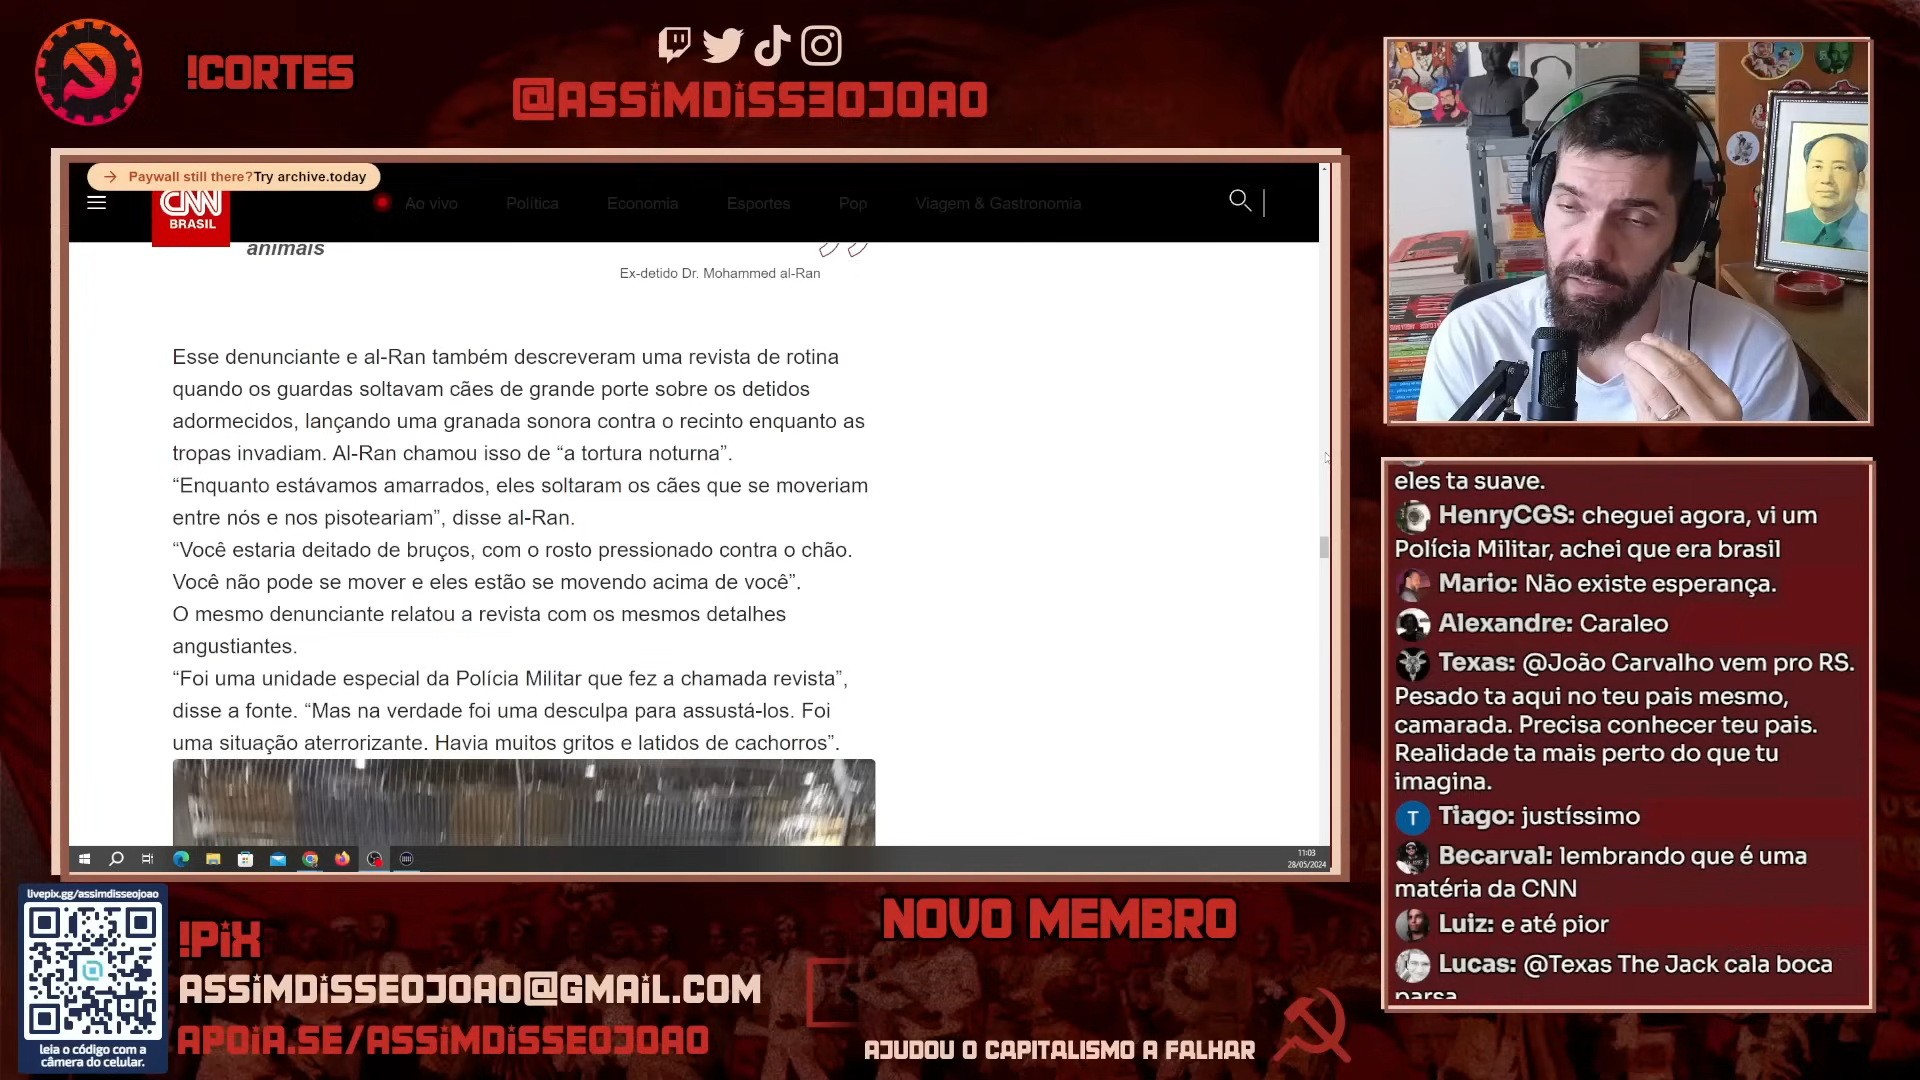 !CORTES
@ASSIMDISSEOJOAO
Paywall still there? Try archive.today
CNN
BRASIL
Ao vivo
Política
Economia
Esportes
Pop
Viagem & Gastronomia
animais
Ex-detido Dr. Mohammed al-Ran
Esse denunciante e al-Ran também descreveram uma revista de rotina
quando os guardas soltavam cães de grande porte sobre os detidos
adormecidos, lançando uma granada sonora contra o recinto enquanto as
tropas invadiam. Al-Ran chamou isso de “a tortura noturna”.
“Enquanto estávamos amarrados, eles soltaram os cães que se moveriam
entre nós e nos pisoteariam”, disse al-Ran.
“Você estaria deitado de bruços, com o rosto pressionado contra o chão.
Você não pode se mover e eles estão se movendo acima de você”.
O mesmo denunciante relatou a revista com os mesmos detalhes
angustiantes.
“Foi uma unidade especial da Polícia Militar que fez a chamada revista”,
disse a fonte. “Mas na verdade foi uma desculpa para assustá-los. Foi
uma situação aterrorizante. Havia muitos gritos e latidos de cachorros”.
11:03
28/05/2024
eles ta suave.
HenryCGS: cheguei agora, vi um
Polícia Militar, achei que era brasil
Mario: Não existe esperança.
Alexandre: Caraleo
Texas: @João Carvalho vem pro RS.
Pesado ta aqui no teu pais mesmo,
camarada. Precisa conhecer teu pais.
Realidade ta mais perto do que tu
imagina.
T
Tiago: justíssimo
Becarval: lembrando que é uma
matéria da CNN
Luiz: e até pior
Lucas: @Texas The Jack cala boca
parsa
livepix.gg/assimdisseojoao
leia o código com a
câmera do celular.
!PIX
ASSIMDISSEOJOAO@GMAIL.COM
APOIA.SE/ASSIMDISSEOJOAO
NOVO MEMBRO
AJUDOU O CAPITALISMO A FALHAR